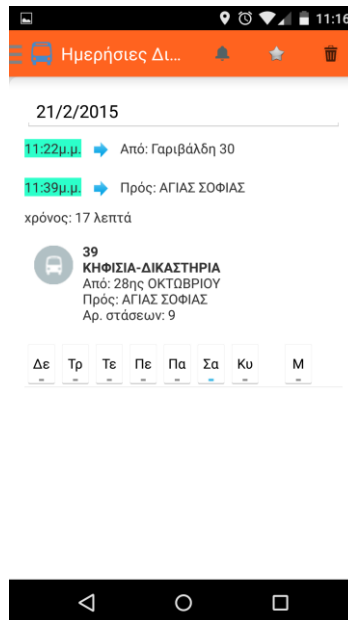 11:16
Ημερήσιες Δι...
21/2/2015
11:22μ.μ. Από: Γαριβάλδη 30
11:39μ.μ. Πρός: ΑΓΙΑΣ ΣΟΦΙΑΣ
χρόνος: 17 λεπτά
39
ΚΗΦΙΣΙΑ-ΔΙΚΑΣΤΗΡΙΑ
Από: 28ης ΟΚΤΩΒΡΙΟΥ
Πρός: ΑΓΙΑΣ ΣΟΦΙΑΣ
Αρ. στάσεων: 9
Δε Τρ Τε Πε Πα Σα Κυ Μ